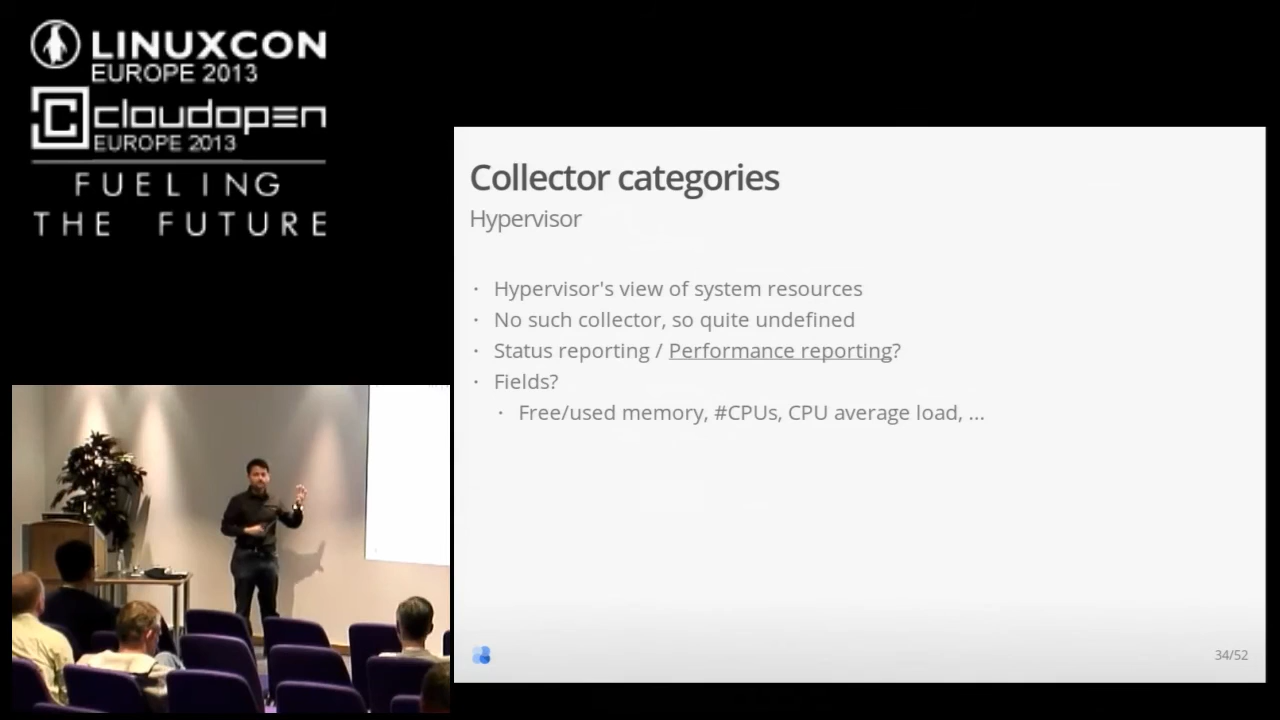 LINUXCON
EUROPE 2013
cloudopen
EUROPE 2013
FUELING
THE FUTURE
Collector categories
Hypervisor
· Hypervisor's view of system resources
· No such collector, so quite undefined
· Status reporting / Performance reporting?
· Fields?
· Free/used memory, #CPUs, CPU average load, ...
34/52